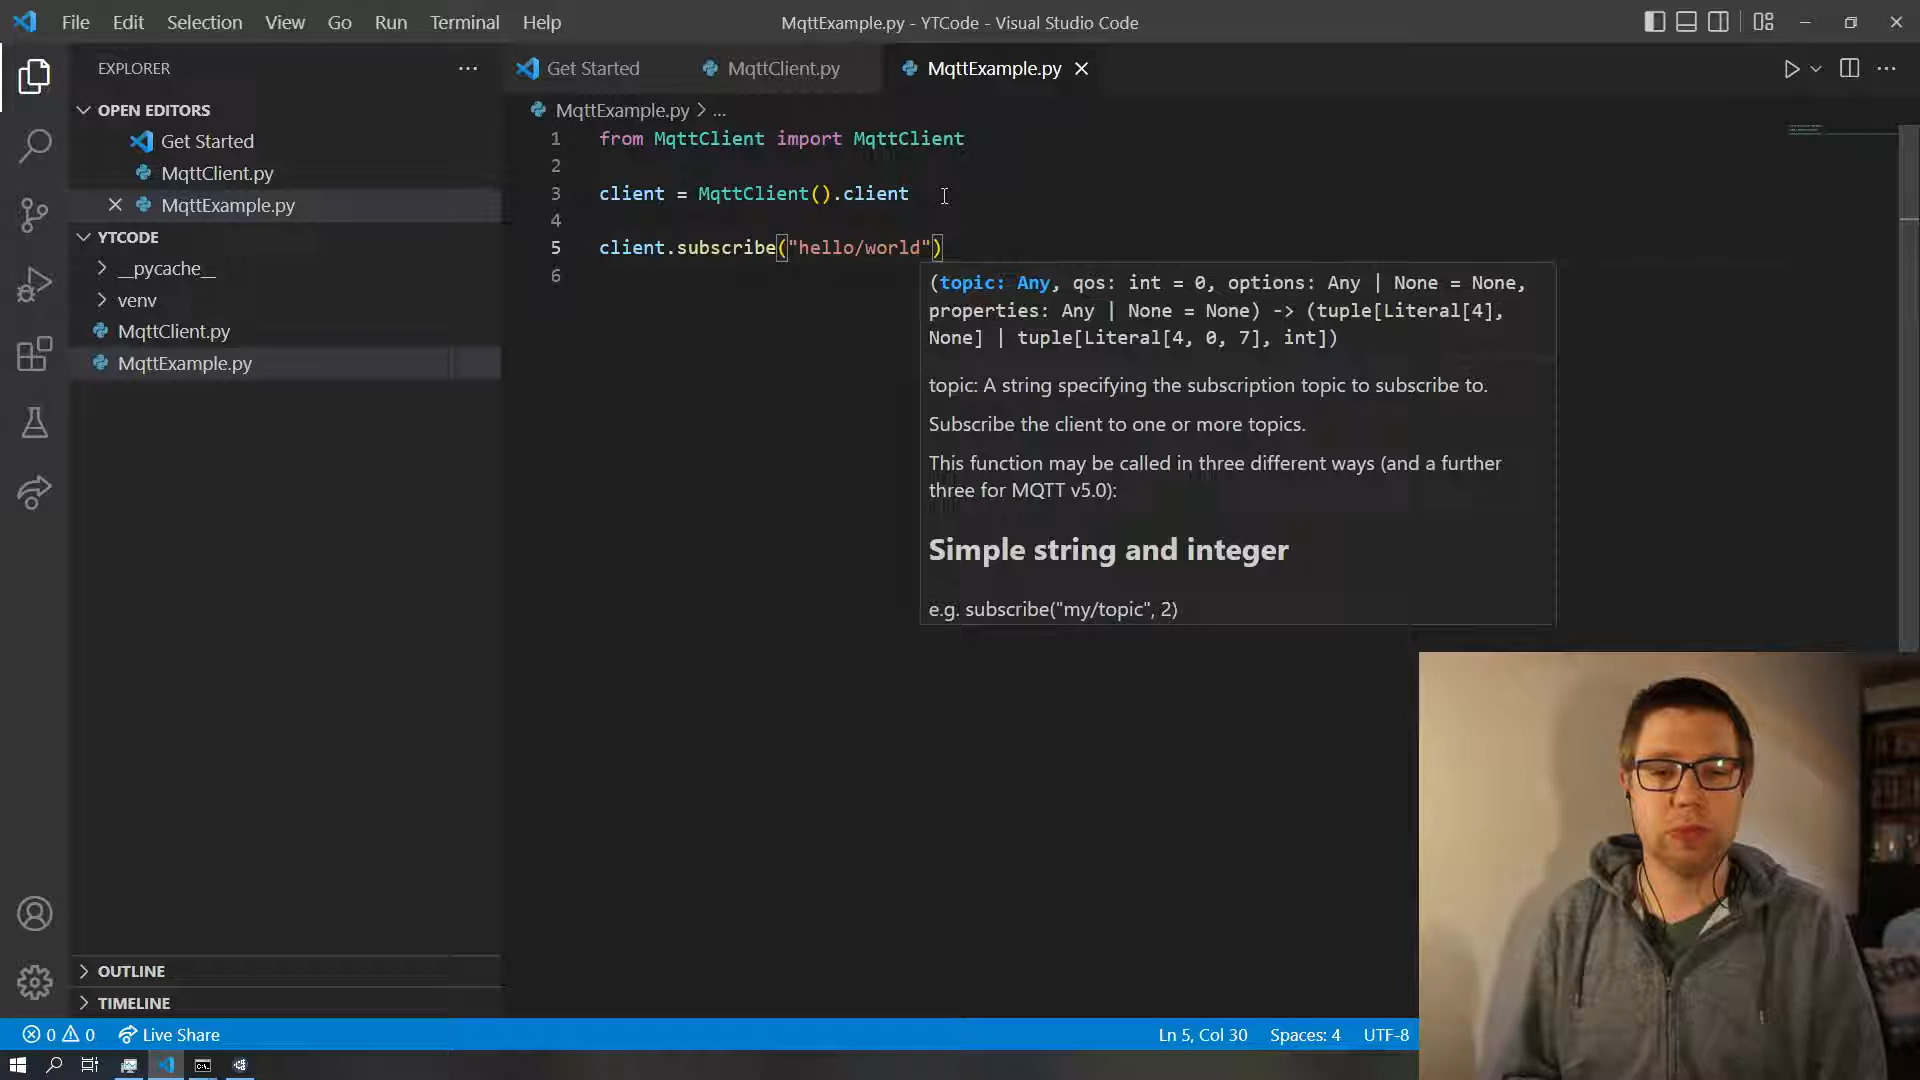 File Edit Selection View Go Run Terminal Help
MqttExample.py - YTCode - Visual Studio Code
EXPLORER
OPEN EDITORS
Get Started
MqttClient.py
MqttExample.py
YTCODE
__pycache__
venv
MqttClient.py
MqttExample.py
OUTLINE
TIMELINE
Get Started
MqttClient.py
MqttExample.py
MqttExample.py > ...
1 from MqttClient import MqttClient
2
3 client = MqttClient().client
4
5 client.subscribe("hello/world")
6
(topic: Any, qos: int = 0, options: Any | None = None,
properties: Any | None = None) -> (tuple[Literal[4],
None] | tuple[Literal[4, 0, 7], int])
topic: A string specifying the subscription topic to subscribe to.
Subscribe the client to one or more topics.
This function may be called in three different ways (and a further
three for MQTT v5.0):
Simple string and integer
e.g. subscribe("my/topic", 2)
0 0 Live Share
Ln 5, Col 30 Spaces: 4 UTF-8